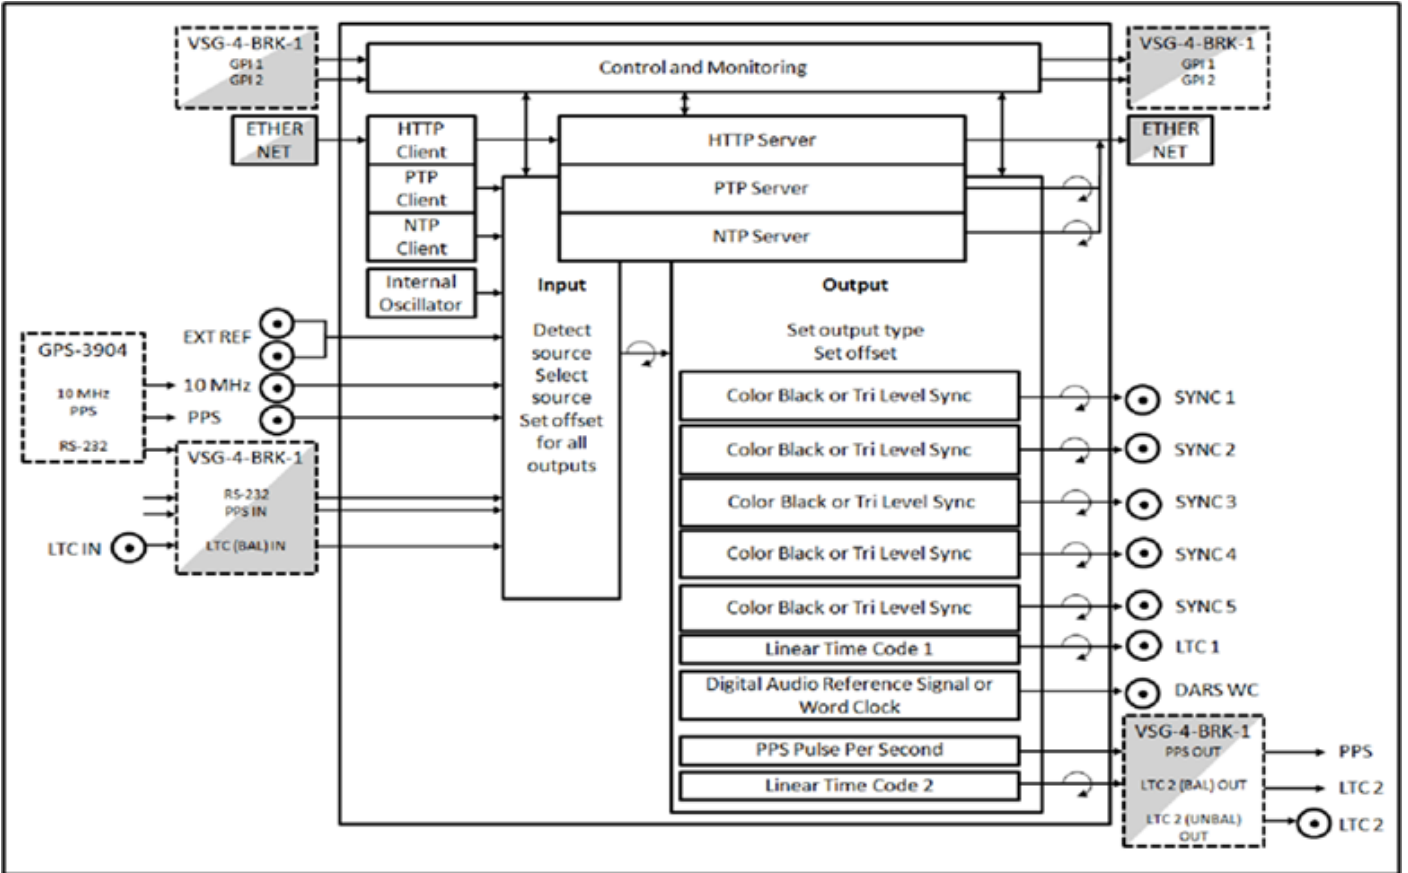 VSG-4-BRK-1
GPI 1
GPI 2
Control and Monitoring
VSG-4-BRK-1
GPI 1
GPI 2
ETHER
NET
HTTP
Client
HTTP Server
ETHER
NET
PTP
Client
PTP Server
NTP
Client
NTP Server
Internal
Oscillator
Input
Detect
source
Select
source
Set offset
for all
outputs
Output
Set output type
Set offset
EXT REF
GPS-3904
10 MHz
PPS
RS-232
10 MHz
PPS
VSG-4-BRK-1
RS-232
PPS IN
LTC (BAL) IN
LTC IN
Color Black or Tri Level Sync
SYNC 1
Color Black or Tri Level Sync
SYNC 2
Color Black or Tri Level Sync
SYNC 3
Color Black or Tri Level Sync
SYNC 4
Color Black or Tri Level Sync
SYNC 5
Linear Time Code 1
LTC 1
Digital Audio Reference Signal or
Word Clock
DARS WC
PPS Pulse Per Second
Linear Time Code 2
VSG-4-BRK-1
PPS OUT
LTC 2 (BAL) OUT
LTC 2 (UNBAL)
OUT
PPS
LTC 2
LTC 2